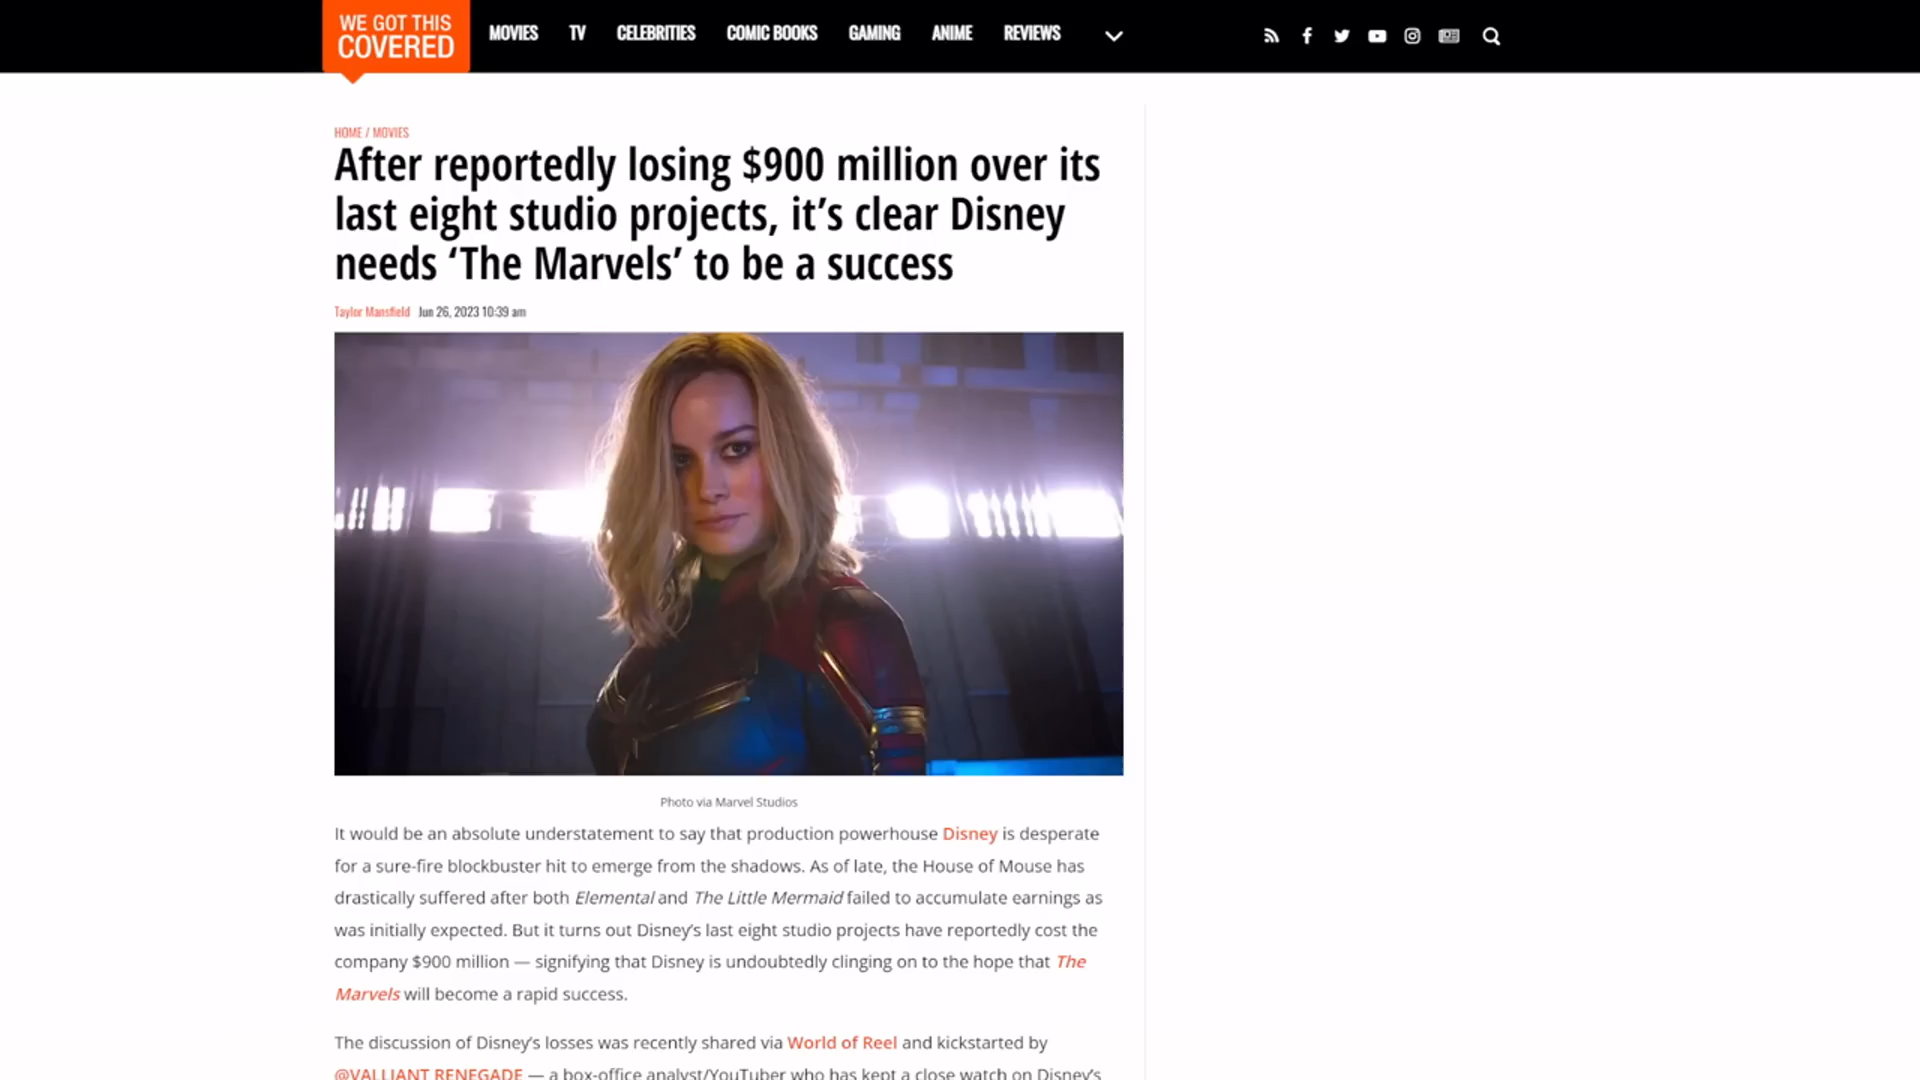 WE GOT THIS
COVERED
MOVIES TV CELEBRITIES COMIC BOOKS GAMING ANIME REVIEWS
HOME / MOVIES
After reportedly losing $900 million over its
last eight studio projects, it’s clear Disney
needs ‘The Marvels’ to be a success
Taylor Mansfield Jun 26, 2023 10:39 am
Photo via Marvel Studios
It would be an absolute understatement to say that production powerhouse Disney is desperate
for a sure-fire blockbuster hit to emerge from the shadows. As of late, the House of Mouse has
drastically suffered after both Elemental and The Little Mermaid failed to accumulate earnings as
was initially expected. But it turns out Disney’s last eight studio projects have reportedly cost the
company $900 million — signifying that Disney is undoubtedly clinging on to the hope that The
Marvels will become a rapid success.
The discussion of Disney’s losses was recently shared via World of Reel and kickstarted by
@VALLIANT RENEGADE — a box-office analyst/YouTuber who has kept a close watch on Disney’s